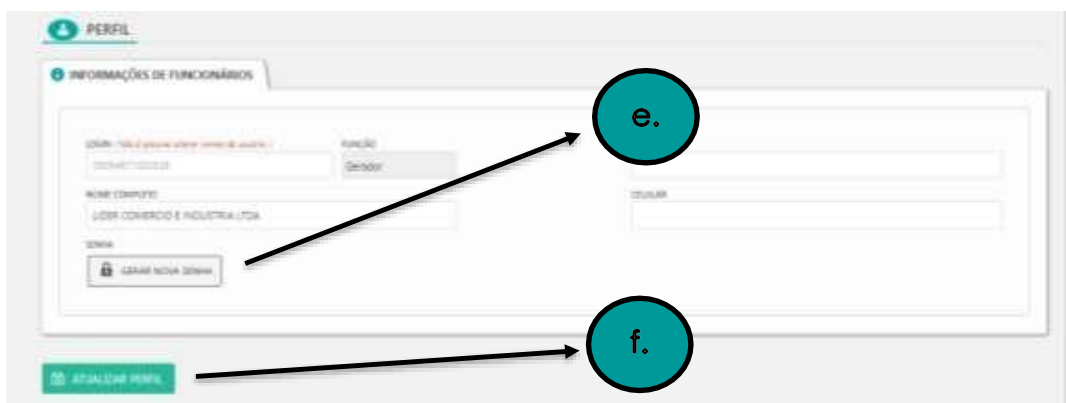 PERFIL
INFORMAÇÕES DE FUNCIONÁRIOS
e.
LOGIN
FUNÇÃO
Gerador
NOME COMPLETO
CELULAR
LIDER COMERCIO E INDUSTRIA LTDA
SENHA
GERAR NOVA SENHA
f.
ATUALIZAR PERFIL